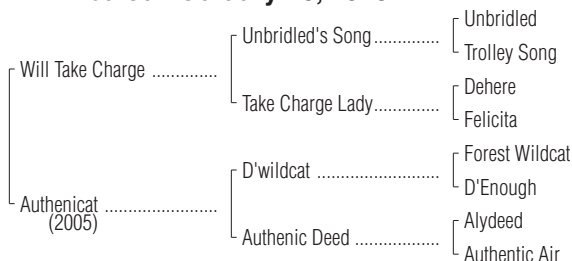 Unbridled
Unbridled's Song..............
Trolley Song
Will Take Charge ..............
Dehere
Take Charge Lady..............
Felicita
Forest Wildcat
D'wildcat ........................
D'Enough
Authenicat ........................
(2005)
Alydeed
Authenic Deed ..................
Authentic Air